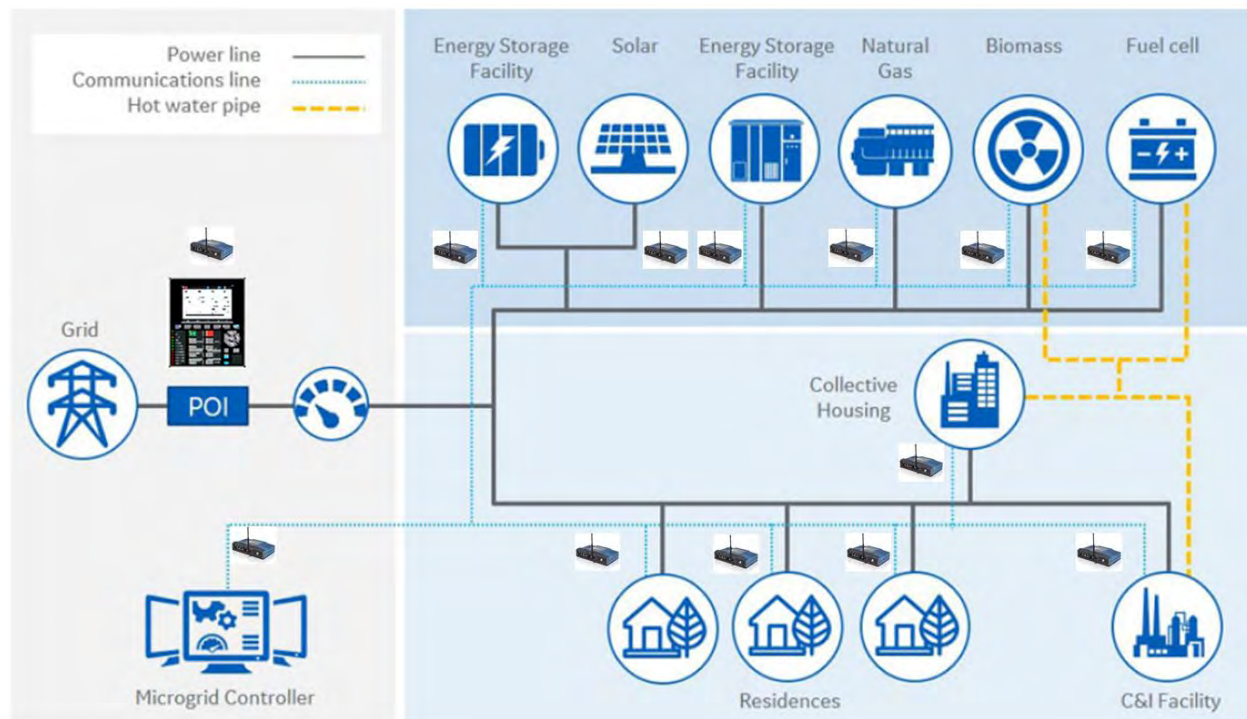 Power line
Communications line
Hot water pipe
Energy Storage
Facility
Solar
Energy Storage
Facility
Natural
Gas
Biomass
Fuel cell
Grid
POI
Collective
Housing
Microgrid Controller
Residences
C&I Facility